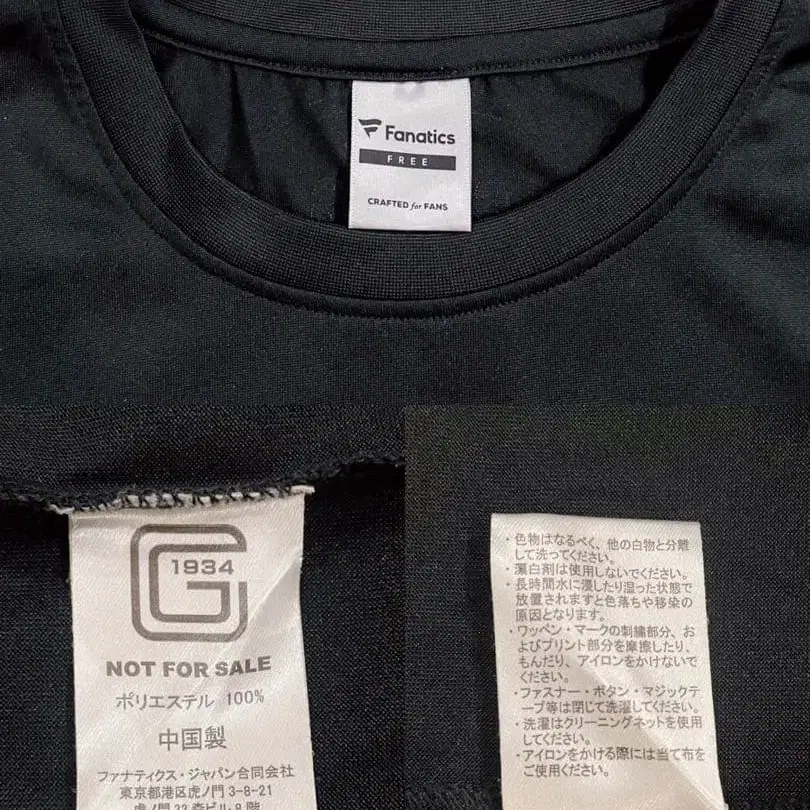 Fanatics
FREE
CRAFTED for FANS
1934
NOT FOR SALE
ポリエステル 100%
中国製
ファナティクス・ジャパン合同会社
東京都港区虎ノ門 3-8-21
虎ノ門 33 森ビル 8 階
・色物はなるべく、他の白物と分離
して洗ってください。
・漂白剤は使用しないでください。
・長時間水に浸したり湿った状態で
放置されますと色落ちや移染の
原因となります。
・ワッペン・マークの刺繍部分、
およびプリント部分を摩擦したり、
もんだり、アイロンをかけないで
ください。
・ファスナー・ボタン・マジックテ
ープ等は閉じて洗濯してください。
・洗濯はクリーニングネットを使用
してください。
・アイロンをかける際には当て布を
ご使用ください。